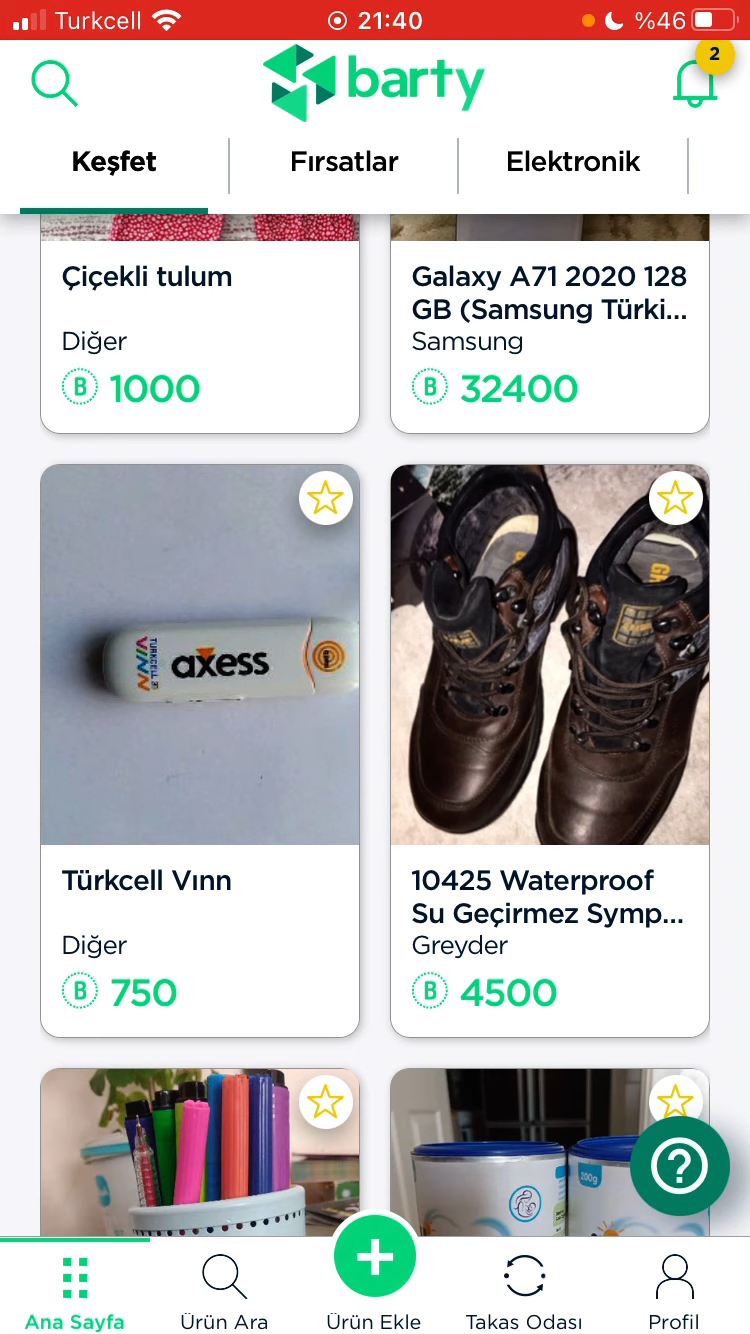 Turkcell 21:40 %46
barty
2
Keşfet Fırsatlar Elektronik
Çiçekli tulum
Diğer
B 1000
Galaxy A71 2020 128
GB (Samsung Türki...
Samsung
B 32400
TURKCELL
VINN
axess
Türkcell Vınn
Diğer
B 750
10425 Waterproof
Su Geçirmez Symp...
Greyder
B 4500
200g
?
Ana Sayfa Ürün Ara Ürün Ekle Takas Odası Profil